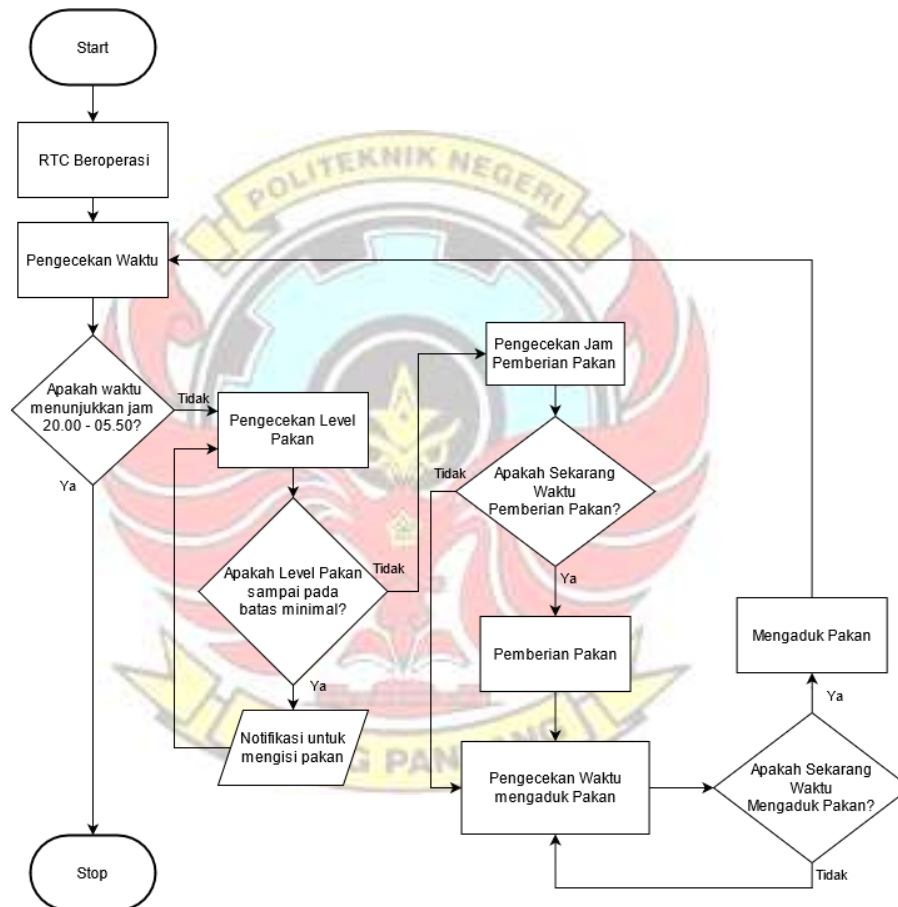 Start
RTC Beroperasi
Pengecekan Waktu
Apakah waktu
menunjukkan jam
20.00 - 05.50?
Tidak
Ya
Pengecekan Level
Pakan
Apakah Level Pakan
sampai pada
batas minimal?
Tidak
Ya
Notifikasi untuk
mengisi pakan
Pengecekan Jam
Pemberian Pakan
Apakah Sekarang
Waktu
Pemberian Pakan?
Tidak
Ya
Pemberian Pakan
Pengecekan Waktu
mengaduk Pakan
Apakah Sekarang
Waktu
Mengaduk Pakan?
Ya
Tidak
Mengaduk Pakan
Stop
POLITEKNIK NEGERI
G PANDANG